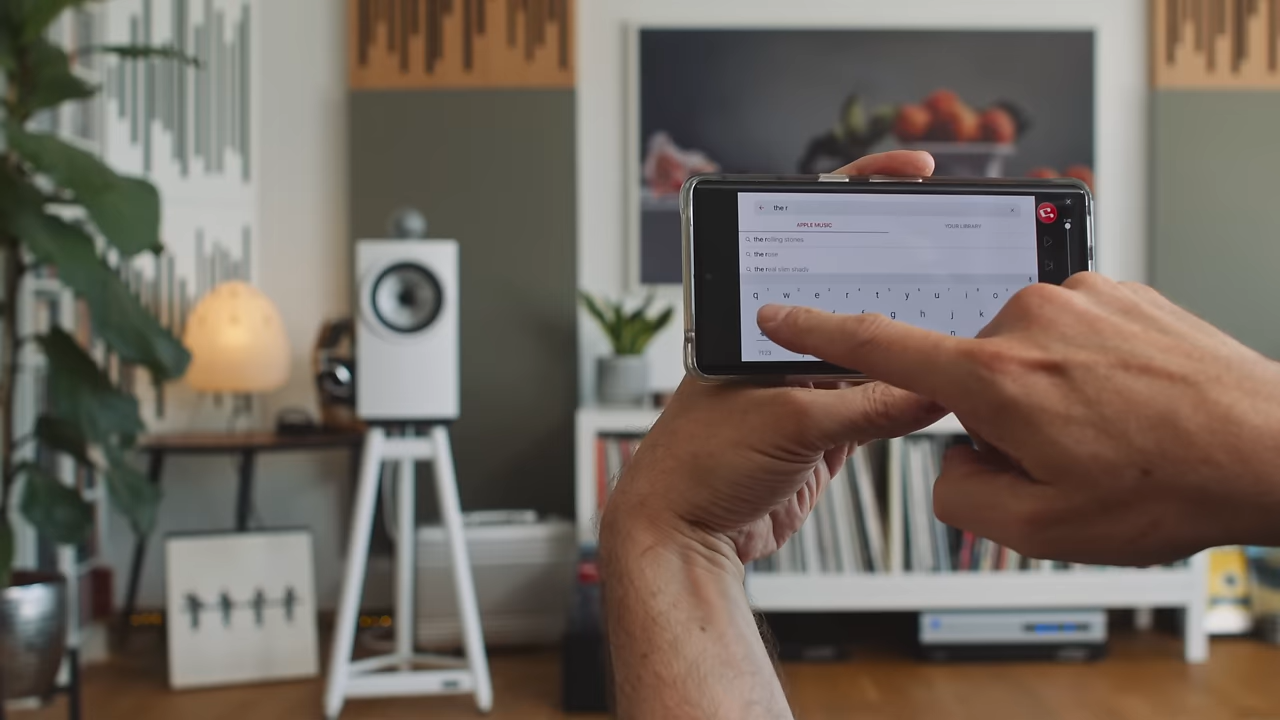 the r
APPLE MUSIC YOUR LIBRARY
the rolling stones
the rose
the real slim shady
q w e r t y u i o
d f g h j k
n